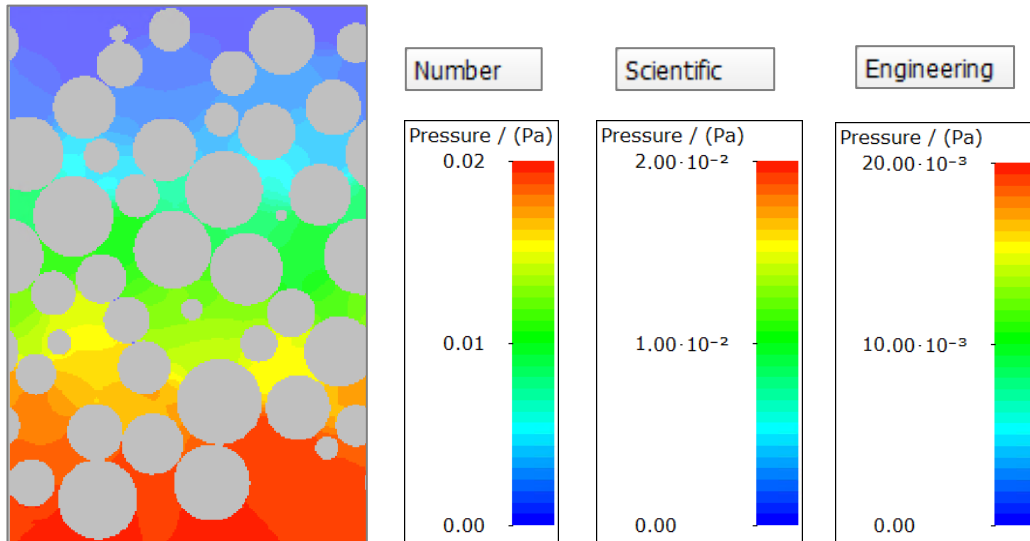 Number
Scientific
Engineering
Pressure / (Pa)
0.02
0.01
0.00
Pressure / (Pa)
2.00·10⁻²
1.00·10⁻²
0.00
Pressure / (Pa)
20.00·10⁻³
10.00·10⁻³
0.00